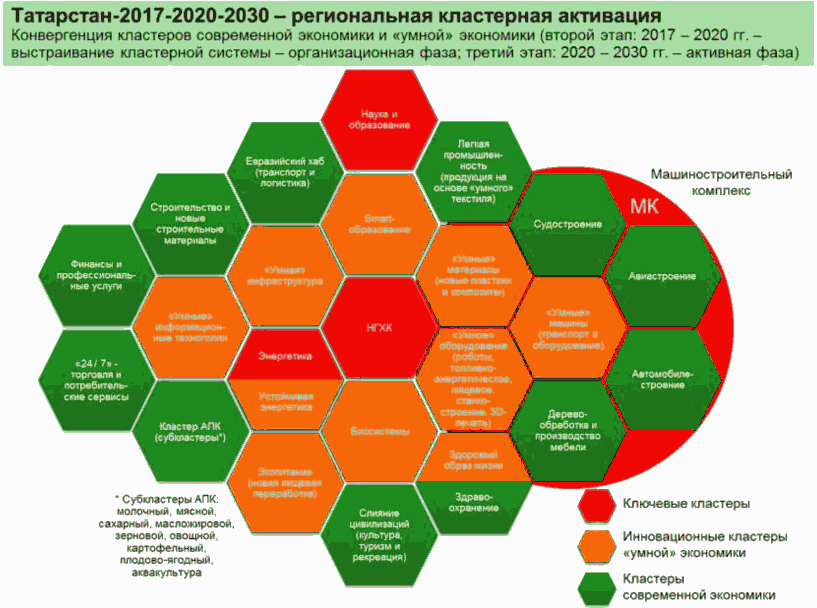 Татарстан-2017-2020-2030 – региональная кластерная активация
Конвергенция кластеров современной экономики и «умной» экономики (второй этап: 2017 – 2020 гг. –
выстраивание кластерной системы – организационная фаза; третий этап: 2020 – 2030 гг. – активная фаза)
Наука и
образование
Евразийский хаб
(транспорт и
логистика)
Легкая
промышлен-
ность
(продукция на
основе «умного»
текстиля)
Машиностроительный
комплекс
МК
Строительство и
новые
строительные
материалы
Smart-
образование
Судостроение
Финансы и
профессиональ-
ные услуги
«Умная»
инфраструктура
«Умные»
материалы
(новые пластики
и композиты)
Авиастроение
«Умные»
информацион-
ные технологии
НГХК
«Умные»
машины
(транспорт и
оборудование)
«24 / 7» -
торговля и
потребитель-
ские сервисы
Энергетика
Устойчивая
энергетика
«Умное»
оборудование
(роботы,
топливно-
энергетическое,
пищевое,
станко-
строение, 3D-
печать)
Автомобиле-
строение
Кластер АПК
(субкластеры*)
Биосистемы
Дерево-
обработка и
производство
мебели
Экопитание
(новая пищевая
переработка)
Здоровый
образ жизни
Здраво-
охранение
Слияние
цивилизаций
(культура,
туризм и
рекреация)
* Субкластеры АПК:
молочный, мясной,
сахарный, масложировой,
зерновой, овощной,
картофельный,
плодово-ягодный,
аквакультура
Ключевые кластеры
Инновационные кластеры
«умной» экономики
Кластеры
современной экономики